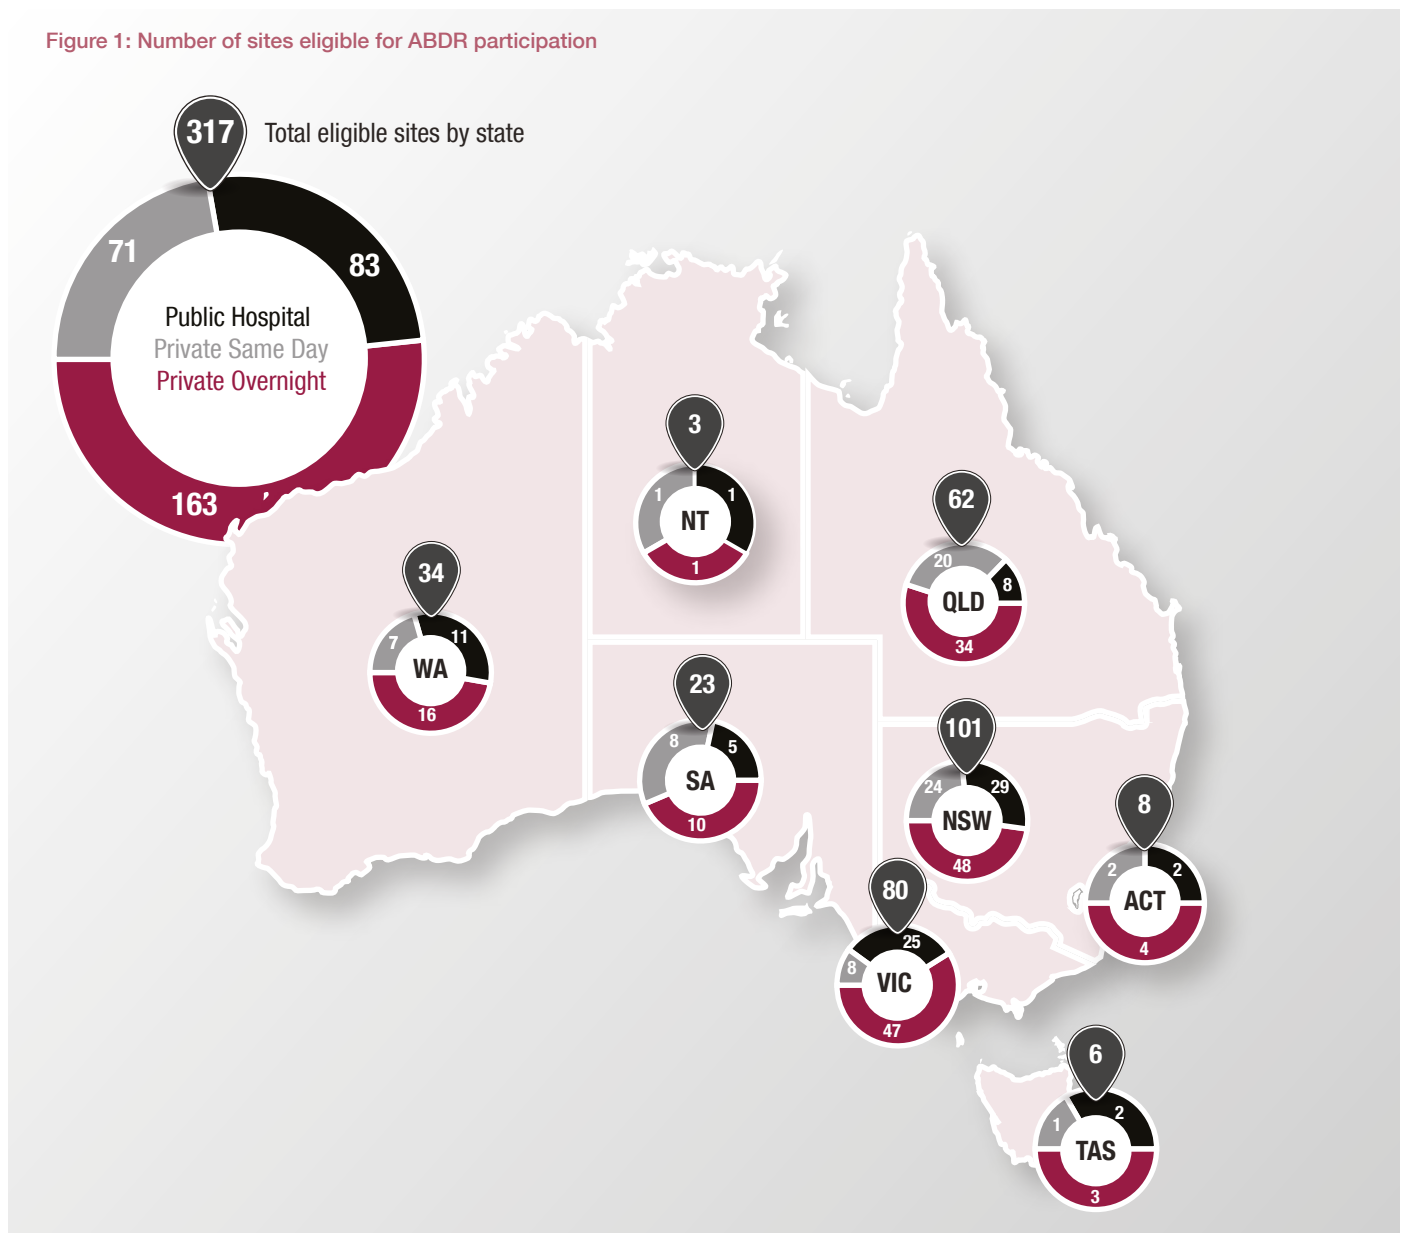 Figure 1: Number of sites eligible for ABDR participation
317
Total eligible sites by state
71
83
Public Hospital
Private Same Day
Private Overnight
163
3
1
1
NT
1
62
20
8
QLD
34
34
7
11
WA
16
23
8
5
SA
10
101
24
29
NSW
48
8
2
2
ACT
4
80
25
8
VIC
47
6
1
2
TAS
3